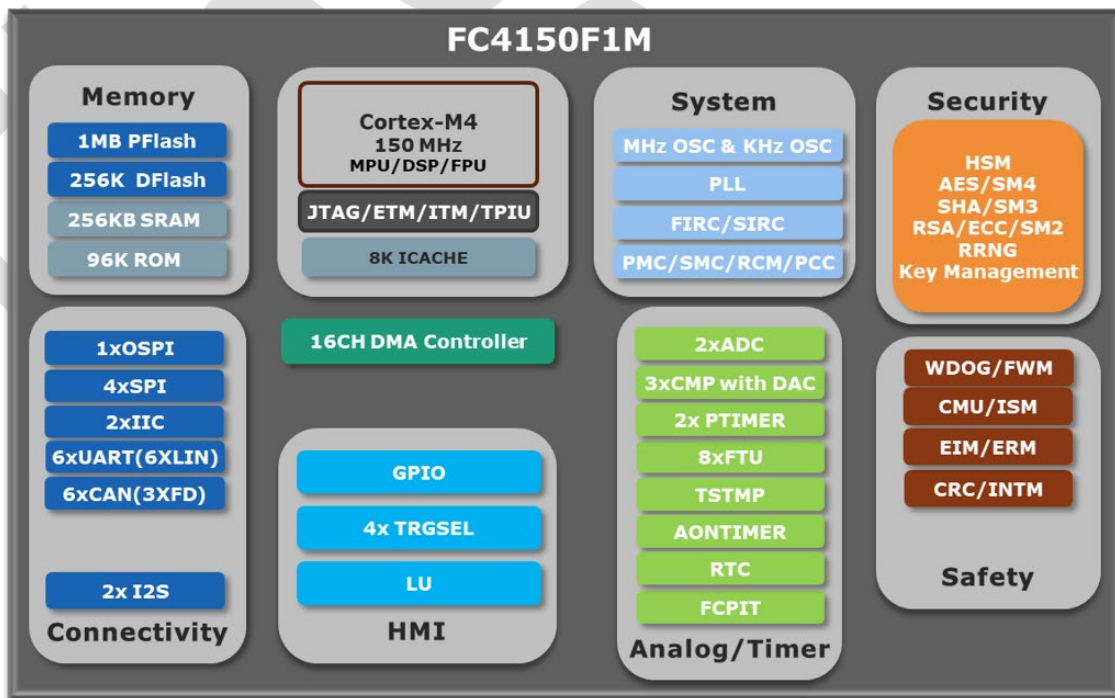 FC4150F1M
Memory
1MB PFlash
256K DFlash
256KB SRAM
96K ROM
Cortex-M4
150 MHz
MPU/DSP/FPU
JTAG/ETM/ITM/TPIU
8K ICACHE
System
MHz OSC & KHz OSC
PLL
FIRC/SIRC
PMC/SMC/RCM/PCC
Security
HSM
AES/SM4
SHA/SM3
RSA/ECC/SM2
RRNG
Key Management
1xOSPI
4xSPI
2xIIC
6xUART(6XLIN)
6xCAN(3XFD)
2x I2S
Connectivity
16CH DMA Controller
GPIO
4x TRGSEL
LU
HMI
2xADC
3xCMP with DAC
2x PTIMER
8xFTU
TSTMP
AONTIMER
RTC
FCPIT
Analog/Timer
WDOG/FWM
CMU/ISM
EIM/ERM
CRC/INTM
Safety